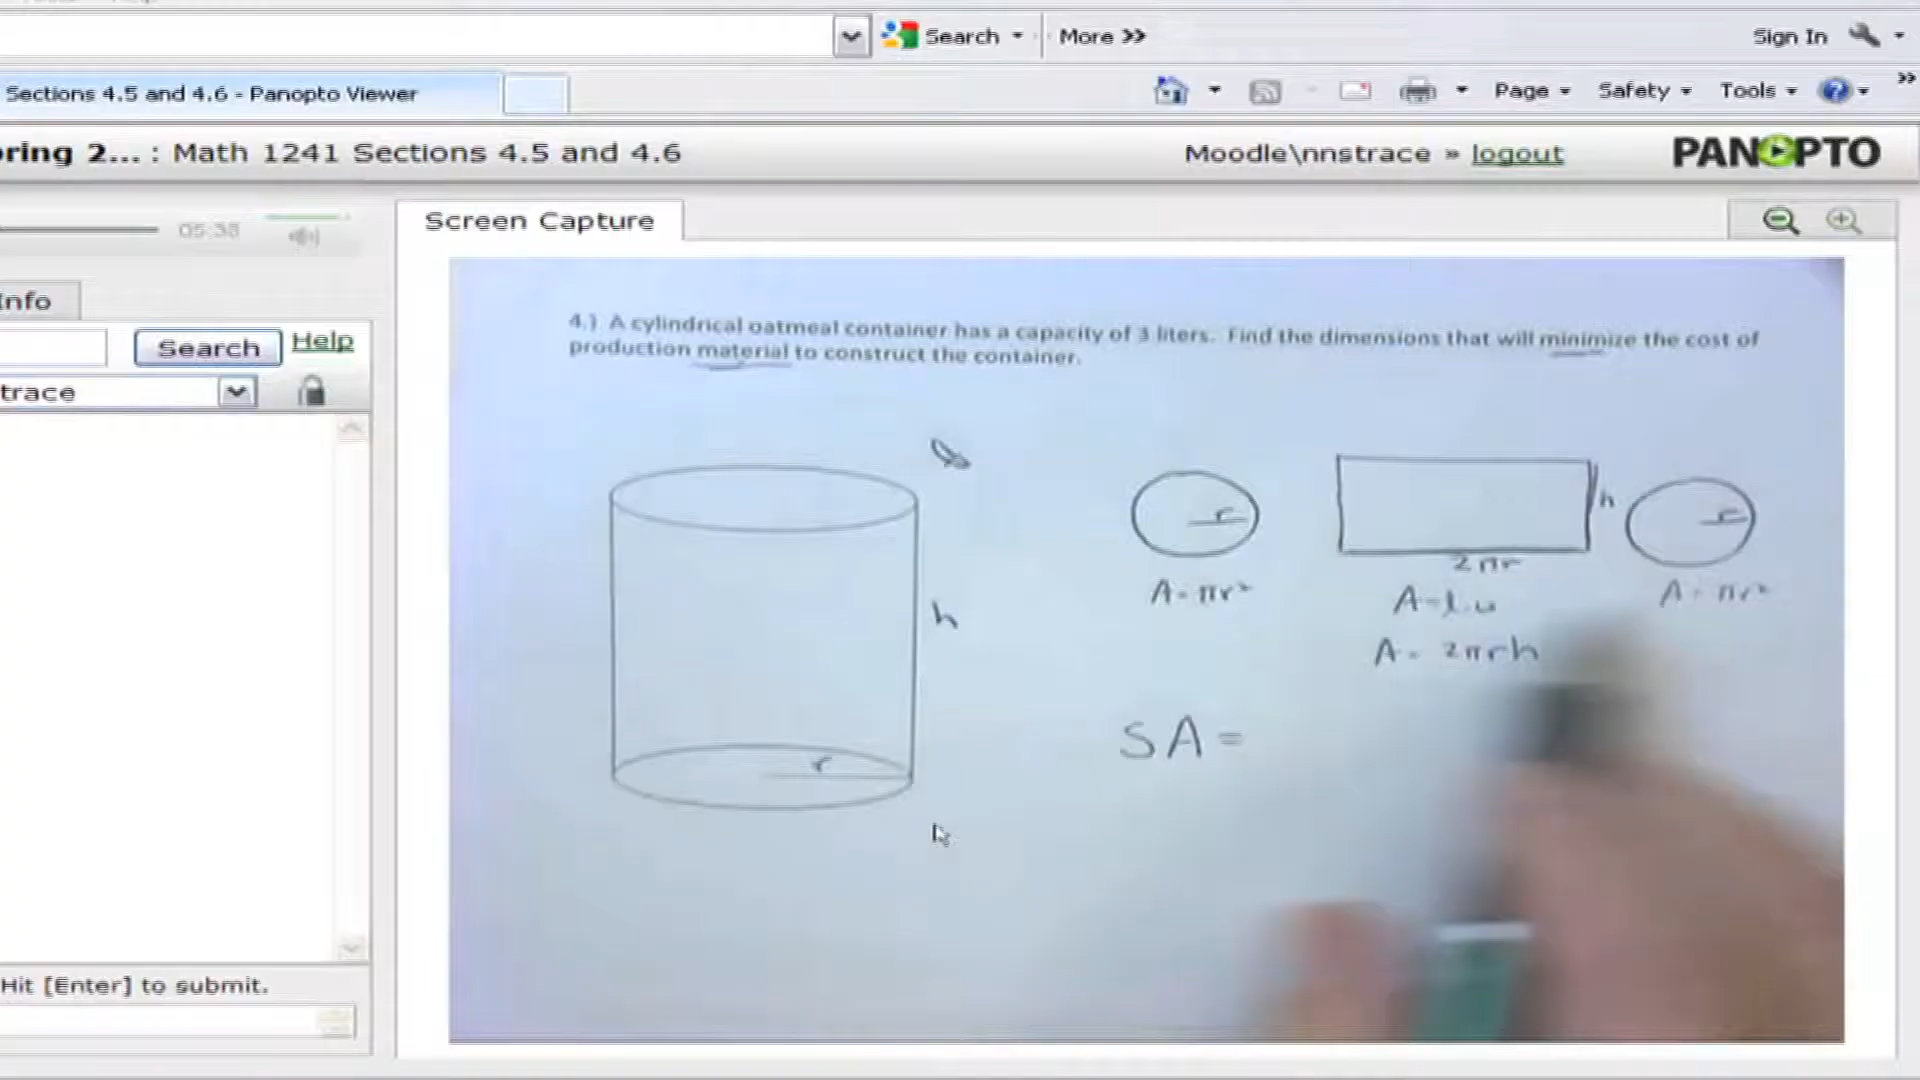 Search
More >>
Sign In
Sections 4.5 and 4.6 - Panopto Viewer
Page
Safety
Tools
>>
oring 2... : Math 1241 Sections 4.5 and 4.6
Moodle\nnstrace » logout
PANOPTO
05:38
Screen Capture
Info
Search
Help
trace
4.) A cylindrical oatmeal container has a capacity of 3 liters. Find the dimensions that will minimize the cost of
production material to construct the container.
r
h
r
h
r
2πr
A = πr²
A = l·w
A = πr²
A = 2πrh
SA =
Hit [Enter] to submit.